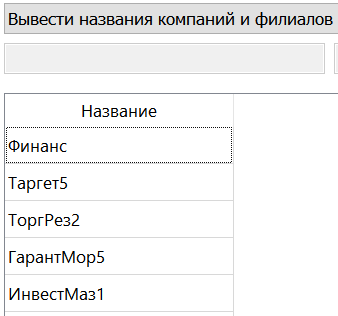 Вывести названия компаний и филиалов
Название
Финанс
Таргет5
ТоргРез2
ГарантМор5
ИнвестМаз1